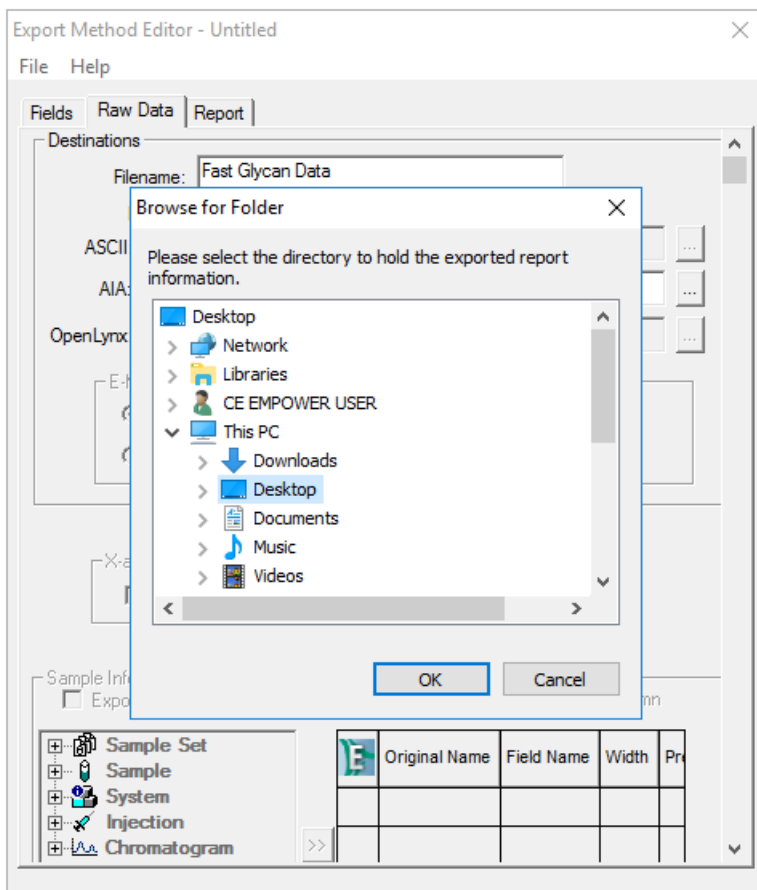 Export Method Editor - Untitled
File Help
Fields Raw Data Report
Destinations
Filename: Fast Glycan Data
Browse for Folder
Please select the directory to hold the exported report
information.
ASCII
AIA:
OpenLynx
Desktop
Network
Libraries
CE EMPOWER USER
This PC
Downloads
Desktop
Documents
Music
Videos
OK Cancel
Sample Set
Sample
System
Injection
Chromatogram
>>
Original Name Field Name Width